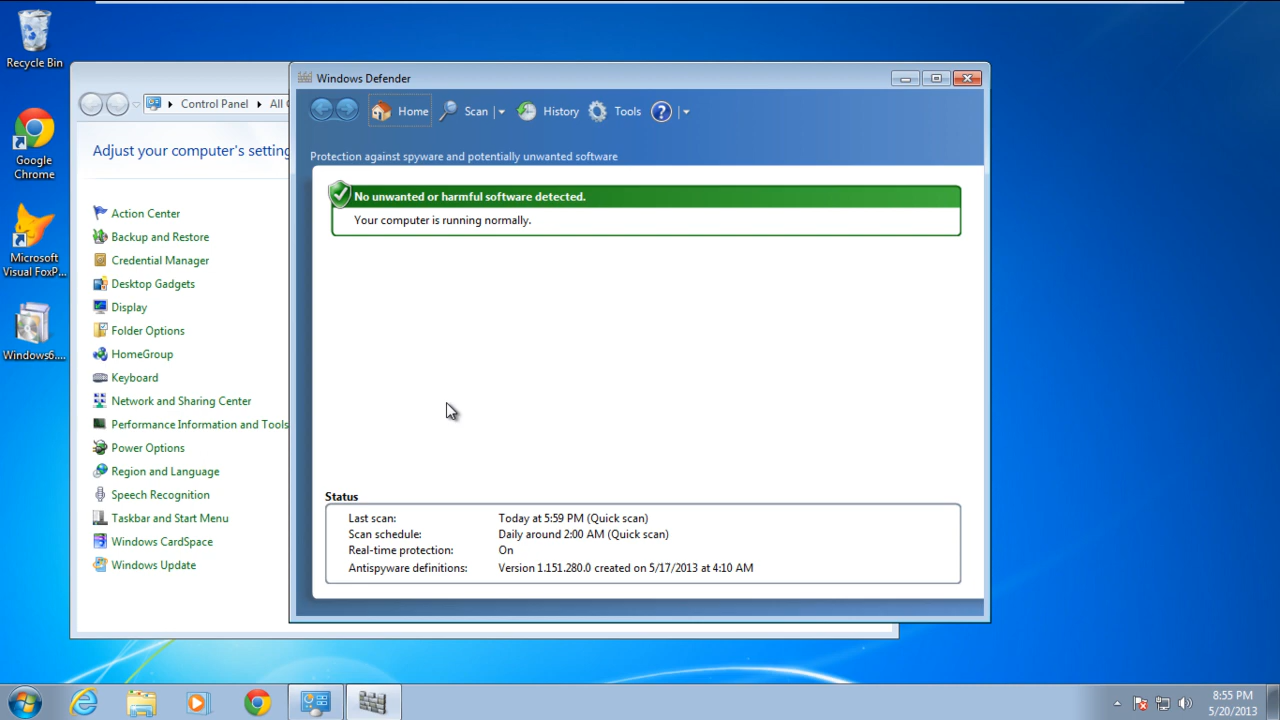 Recycle Bin
Google
Chrome
Microsoft
Visual FoxP...
Windows6....
Control Panel
All C
Adjust your computer's setting
Action Center
Backup and Restore
Credential Manager
Desktop Gadgets
Display
Folder Options
HomeGroup
Keyboard
Network and Sharing Center
Performance Information and Tools
Power Options
Region and Language
Speech Recognition
Taskbar and Start Menu
Windows CardSpace
Windows Update
Windows Defender
Home
Scan
History
Tools
?
Protection against spyware and potentially unwanted software
No unwanted or harmful software detected.
Your computer is running normally.
Status
Last scan: Today at 5:59 PM (Quick scan)
Scan schedule: Daily around 2:00 AM (Quick scan)
Real-time protection: On
Antispyware definitions: Version 1.151.280.0 created on 5/17/2013 at 4:10 AM
8:55 PM
5/20/2013